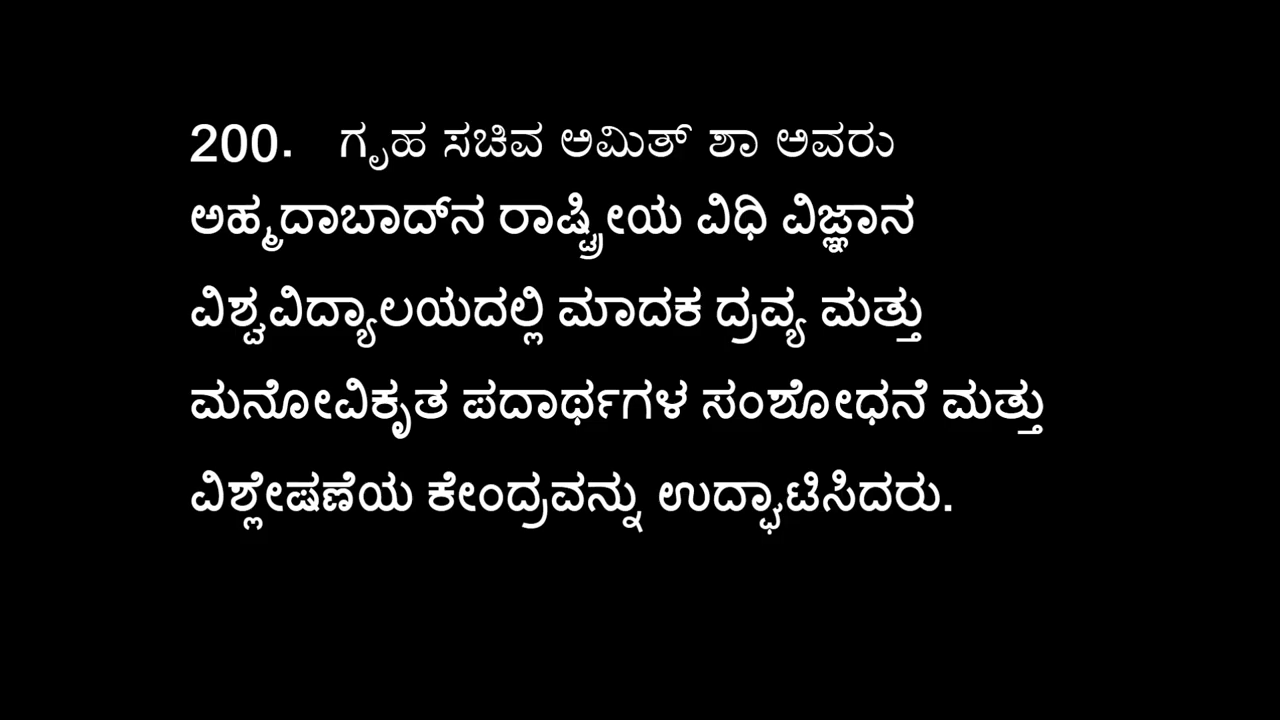 200. ಗೃಹ ಸಚಿವ ಅಮಿತ್ ಶಾ ಅವರು
ಅಹ್ಮದಾಬಾದ್‌ನ ರಾಷ್ಟ್ರೀಯ ವಿಧಿ ವಿಜ್ಞಾನ
ವಿಶ್ವವಿದ್ಯಾಲಯದಲ್ಲಿ ಮಾದಕ ದ್ರವ್ಯ ಮತ್ತು
ಮನೋವಿಕೃತ ಪದಾರ್ಥಗಳ ಸಂಶೋಧನೆ ಮತ್ತು
ವಿಶ್ಲೇಷಣೆಯ ಕೇಂದ್ರವನ್ನು ಉದ್ಘಾಟಿಸಿದರು.